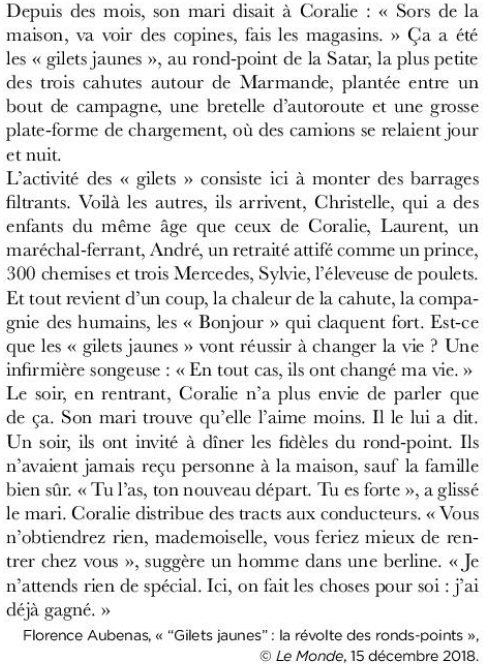 Depuis des mois, son mari disait à Coralie : « Sors de la
maison, va voir des copines, fais les magasins. » Ça a été
les « gilets jaunes », au rond-point de la Satar, la plus petite
des trois cahutes autour de Marmande, plantée entre un
bout de campagne, une bretelle d’autoroute et une grosse
plate-forme de chargement, où des camions se relaient jour
et nuit.
L’activité des « gilets » consiste ici à monter des barrages
filtrants. Voilà les autres, ils arrivent, Christelle, qui a des
enfants du même âge que ceux de Coralie, Laurent, un
maréchal-ferrant, André, un retraité attifé comme un prince,
300 chemises et trois Mercedes, Sylvie, l’éleveuse de poulets.
Et tout revient d’un coup, la chaleur de la cahute, la compa-
gnie des humains, les « Bonjour » qui claquent fort. Est-ce
que les « gilets jaunes » vont réussir à changer la vie ? Une
infirmière songeuse : « En tout cas, ils ont changé ma vie. »
Le soir, en rentrant, Coralie n’a plus envie de parler que
de ça. Son mari trouve qu’elle l’aime moins. Il le lui a dit.
Un soir, ils ont invité à dîner les fidèles du rond-point. Ils
n’avaient jamais reçu personne à la maison, sauf la famille
bien sûr. « Tu l’as, ton nouveau départ. Tu es forte », a glissé
le mari. Coralie distribue des tracts aux conducteurs. « Vous
n’obtiendrez rien, mademoiselle, vous feriez mieux de ren-
trer chez vous », suggère un homme dans une berline. « Je
n’attends rien de spécial. Ici, on fait les choses pour soi : j’ai
déjà gagné. »
Florence Aubenas, « “Gilets jaunes” : la révolte des ronds-points »,
© Le Monde, 15 décembre 2018.